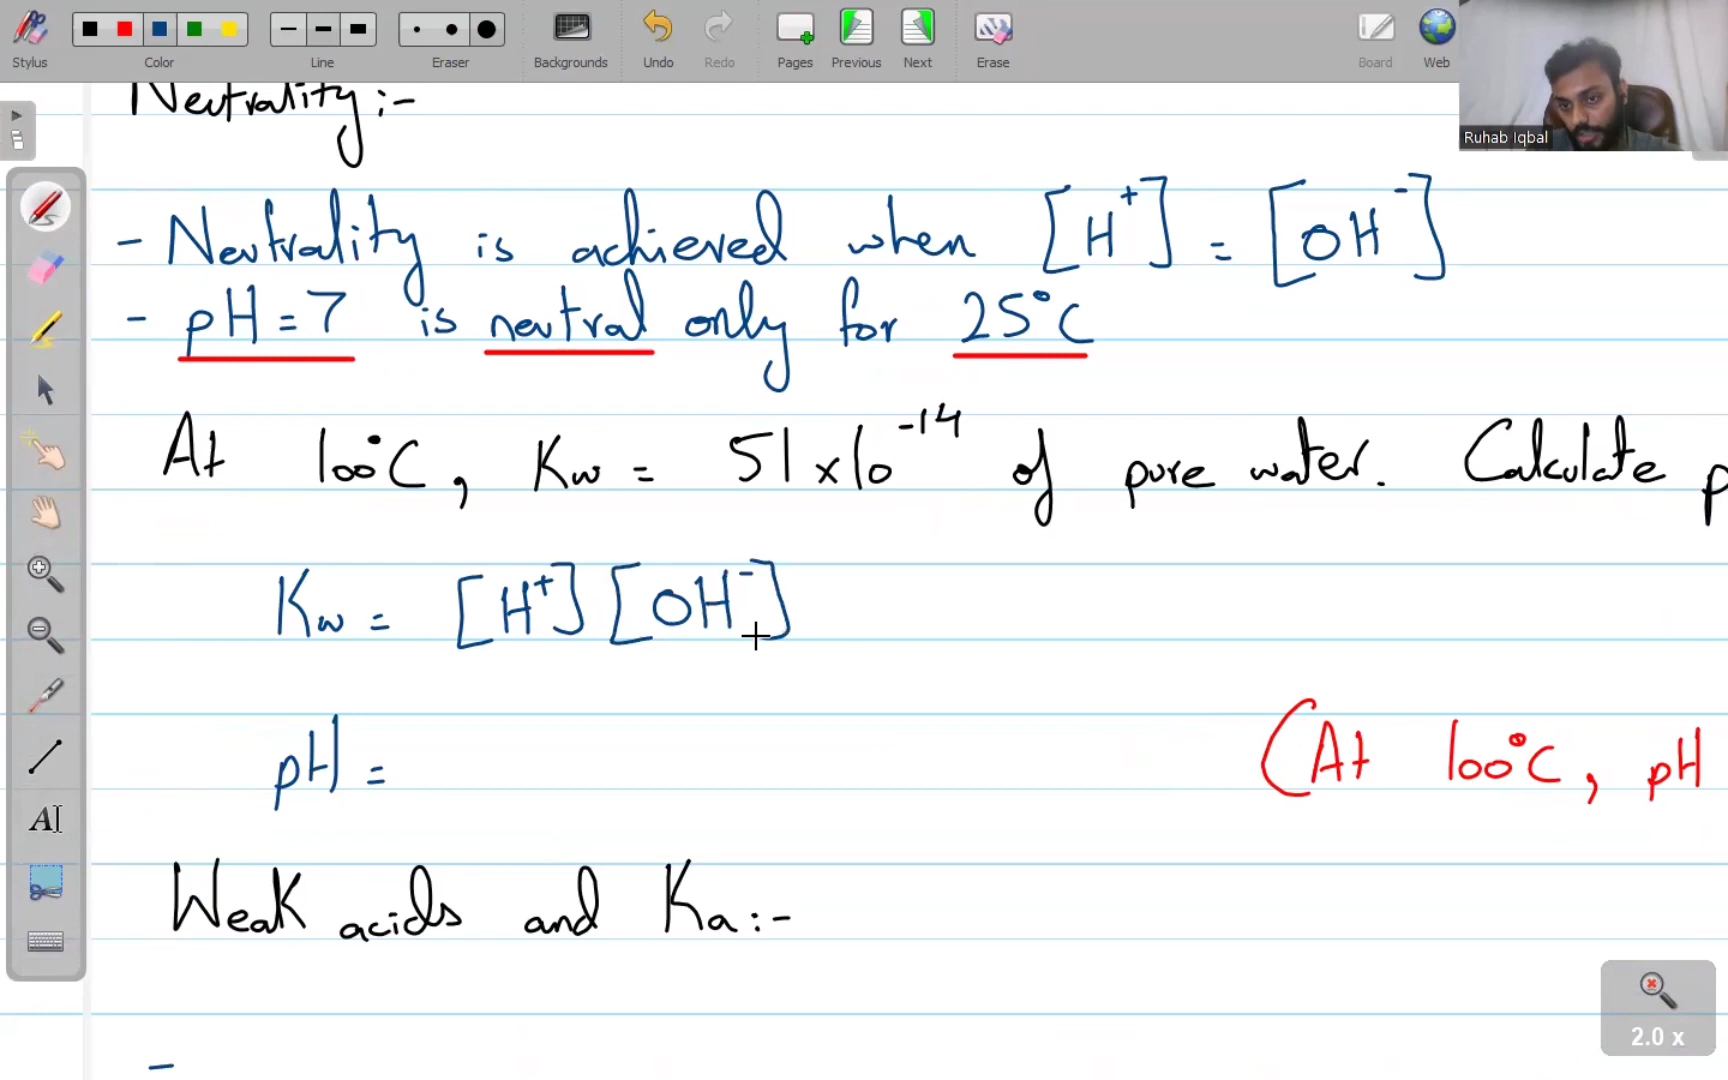 Stylus
Color
Line
Eraser
Backgrounds
Undo
Redo
Pages
Previous
Next
Erase
Board
Web
Ruhab Iqbal
Neutrality:-
- Neutrality is achieved when [H⁺] = [OH⁻]
- pH = 7 is neutral only for 25°C
At 100°C, Kw = 51 x 10⁻¹⁴ of pure water. Calculate p
Kw = [H⁺][OH⁻]
pH =
(At 100°C, pH
Weak acids and Ka:-
-
2.0 x